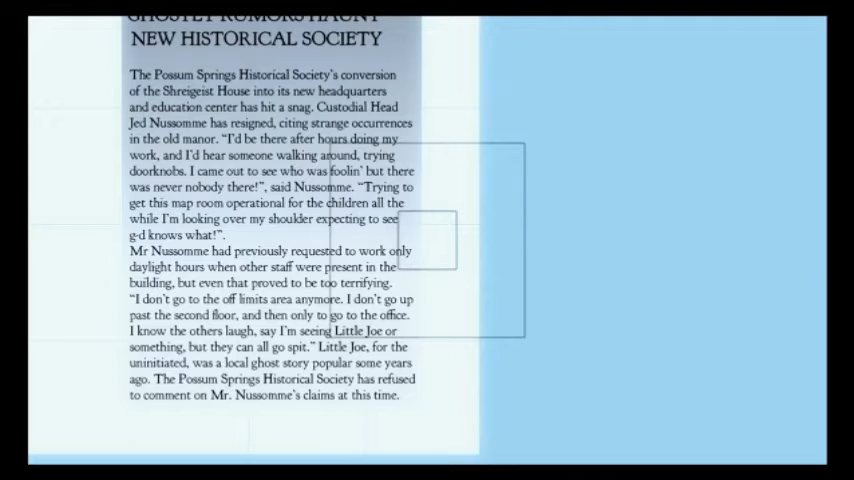 GHOSTLY RUMORS HAUNT
NEW HISTORICAL SOCIETY
The Possum Springs Historical Society's conversion
of the Shreigeist House into its new headquarters
and education center has hit a snag. Custodial Head
Jed Nussomme has resigned, citing strange occurrences
in the old manor. "I'd be there after hours doing my
work, and I'd hear someone walking around, trying
doorknobs. I came out to see who was foolin' but there
was never nobody there!", said Nussomme. "Trying to
get this map room operational for the children all the
while I'm looking over my shoulder expecting to see
g-d knows what!".
Mr Nussomme had previously requested to work only
daylight hours when other staff were present in the
building, but even that proved to be too terrifying.
"I don't go to the off limits area anymore. I don't go up
past the second floor, and then only to go to the office.
I know the others laugh, say I'm seeing Little Joe or
something, but they can all go spit." Little Joe, for the
uninitiated, was a local ghost story popular some years
ago. The Possum Springs Historical Society has refused
to comment on Mr. Nussomme's claims at this time.